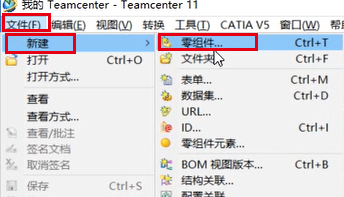 我的 Teamcenter - Teamcenter 11
文件(F) 编辑(E) 视图(V) 转换 工具(T) CATIA V5 窗口(W) 帮助
新建
打开 Ctrl+O
打开方式...
查看
查看方式
查看/批注
签名文档
取消签名
保存 Ctrl+S
零组件... Ctrl+T
文件夹 Ctrl+F
表单... Ctrl+M
数据集... Ctrl+D
URL...
ID... Ctrl+I
零组件元素...
BOM 视图版本... Ctrl+B
结构关联...
配置关联